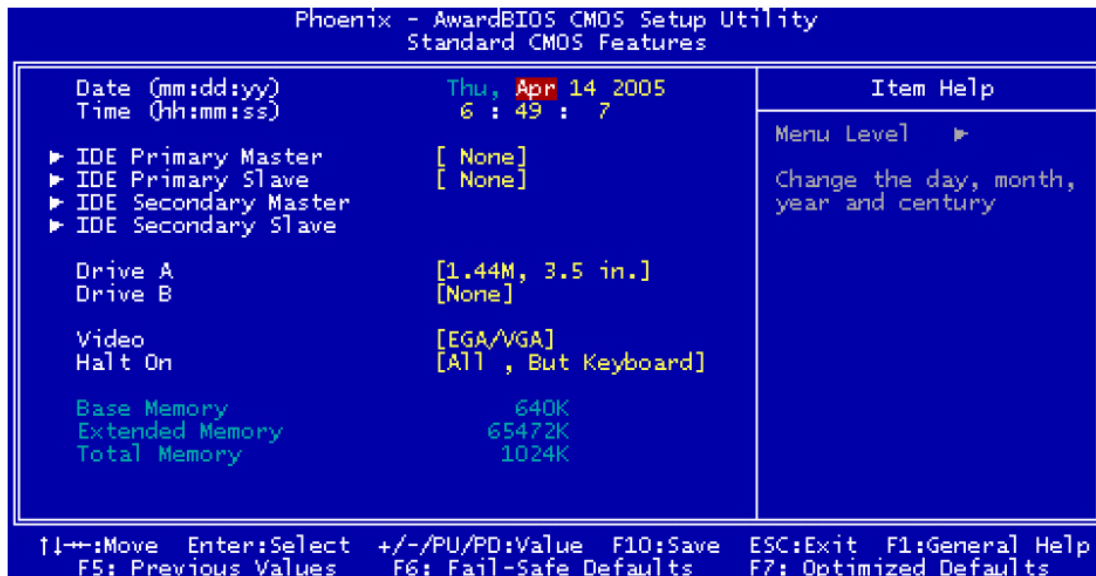 Phoenix - AwardBIOS CMOS Setup Utility
Standard CMOS Features
Date (mm:dd:yy) Thu, Apr 14 2005
Time (hh:mm:ss) 6 : 49 : 7
► IDE Primary Master [ None]
► IDE Primary Slave [ None]
► IDE Secondary Master
► IDE Secondary Slave
Drive A [1.44M, 3.5 in.]
Drive B [None]
Video [EGA/VGA]
Halt On [All , But Keyboard]
Base Memory 640K
Extended Memory 65472K
Total Memory 1024K
Item Help
Menu Level ►
Change the day, month,
year and century
↑↓→←:Move Enter:Select +/-/PU/PD:Value F10:Save ESC:Exit F1:General Help
F5: Previous Values F6: Fail-Safe Defaults F7: Optimized Defaults